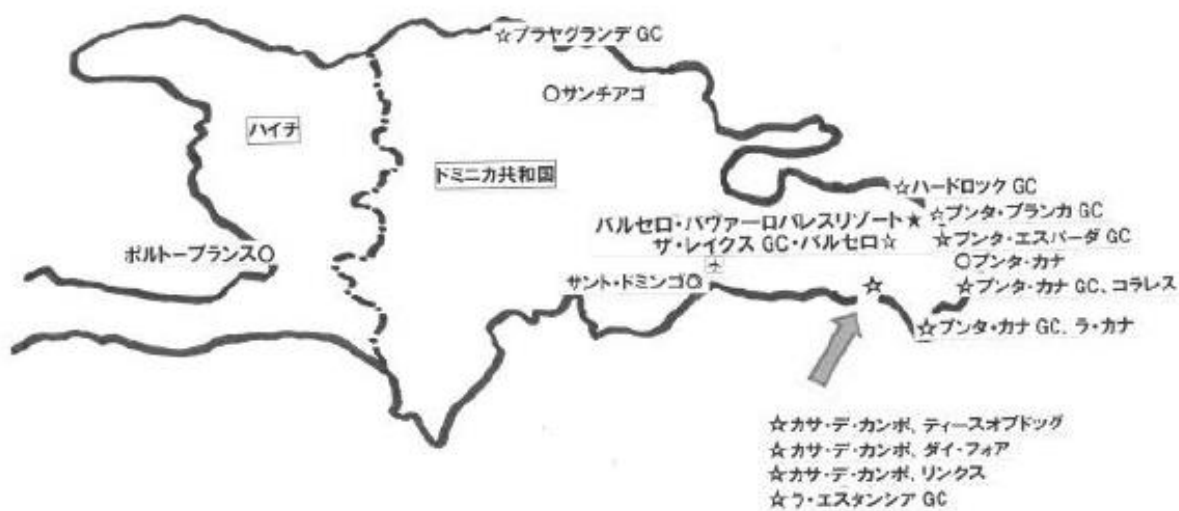 ☆プラヤグランデ GC
○サンチアゴ
ハイチ
ドミニカ共和国
☆ハードロック GC
バルセロ・バヴァーロパレスリゾート★
☆プンタ・ブランカ GC
ザ・レイクス GC・バルセロ☆
☆プンタ・エスパーダ GC
ポルトープランス○
○プンタ・カナ
サント・ドミンゴ◎
☆プンタ・カナ GC、コラレス
☆
☆プンタ・カナ GC、ラ・カナ
☆カサ・デ・カンポ、ティースオブドッグ
☆カサ・デ・カンポ、ダイ・フォア
☆カサ・デ・カンポ、リンクス
☆ラ・エスタンシア GC